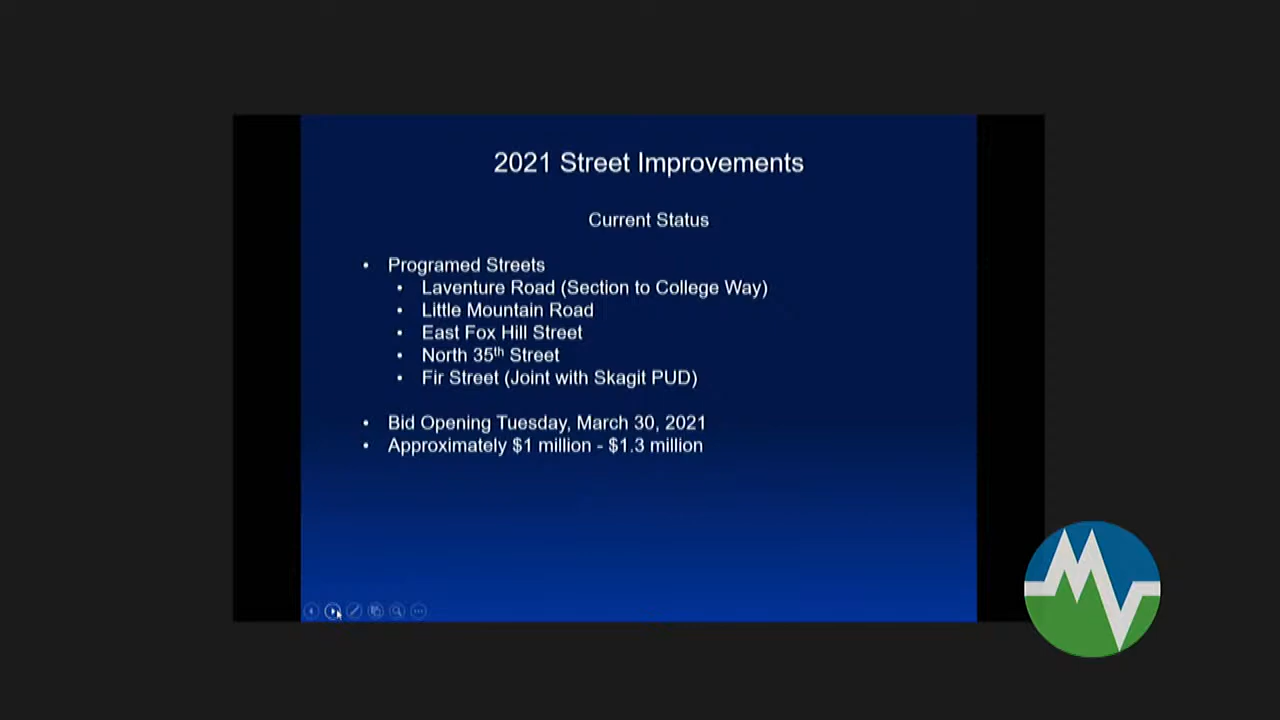 2021 Street Improvements
Current Status
• Programed Streets
• Laventure Road (Section to College Way)
• Little Mountain Road
• East Fox Hill Street
• North 35th Street
• Fir Street (Joint with Skagit PUD)
• Bid Opening Tuesday, March 30, 2021
• Approximately $1 million - $1.3 million
MV